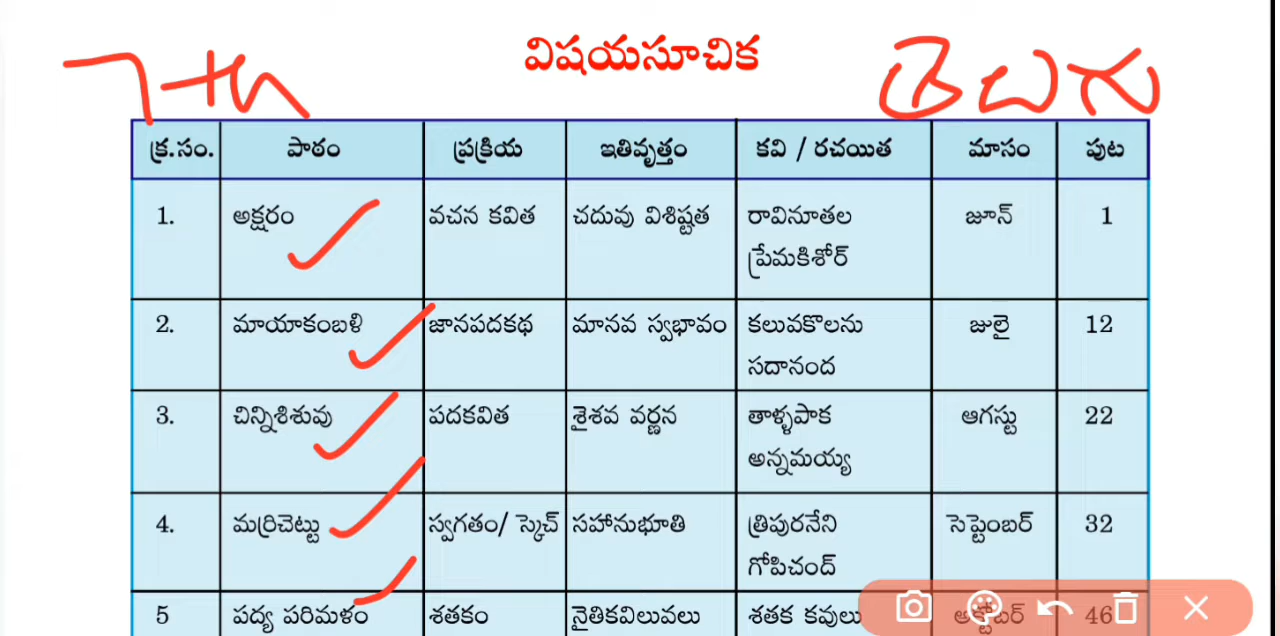 విషయసూచిక
7th తెలుగు
క్ర.సం. పాఠం ప్రక్రియ ఇతివృత్తం కవి / రచయిత మాసం పుట
1. అక్షరం వచన కవిత చదువు విశిష్టత రావినూతల ప్రేమకిశోర్ జూన్ 1
2. మాయాకంబళి జానపదకథ మానవ స్వభావం కలువకొలను సదానంద జులై 12
3. చిన్నిశిశువు పదకవిత శైశవ వర్ణన తాళ్ళపాక అన్నమయ్య ఆగస్టు 22
4. మర్రిచెట్టు స్వగతం/ స్కెచ్ సహానుభూతి త్రిపురనేని గోపిచంద్ సెప్టెంబర్ 32
5 పద్య పరిమళం శతకం నైతికవిలువలు శతక కవులు అక్టోబర్ 46